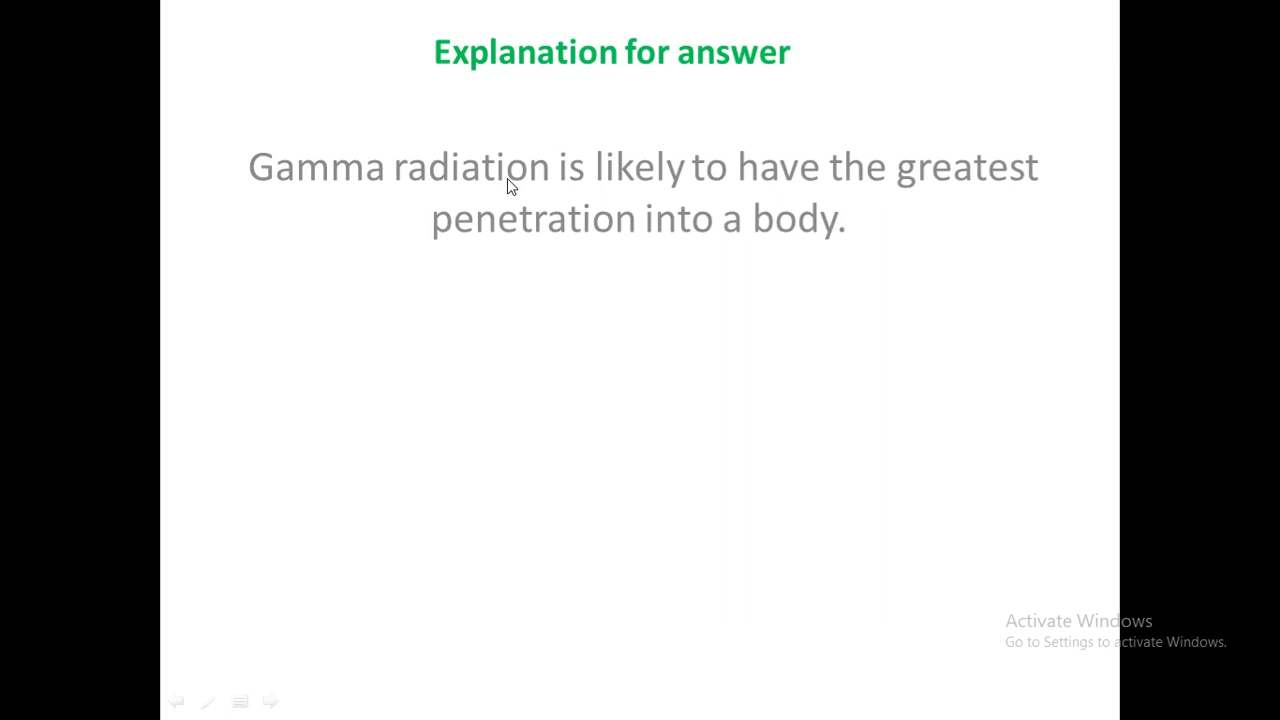 Explanation for answer
Gamma radiation is likely to have the greatest
penetration into a body.
Activate Windows
Go to Settings to activate Windows.